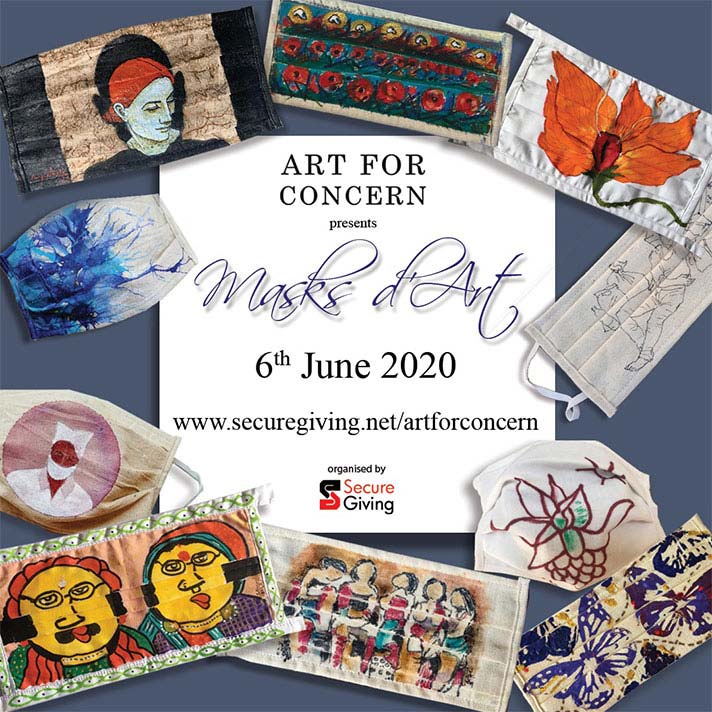 ART FOR
CONCERN
presents
Masks d'Art
6th June 2020
www.securegiving.net/artforconcern
organised by
Secure
Giving